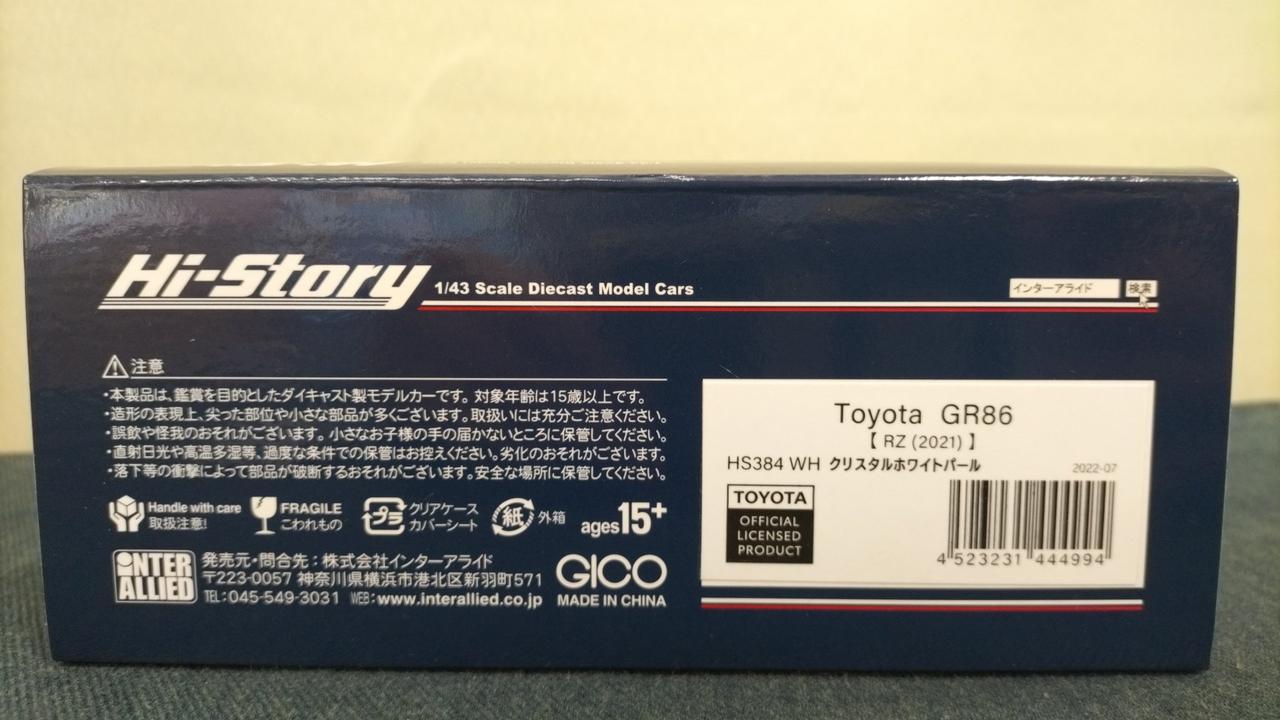 Hi-Story
1/43 Scale Diecast Model Cars
インターアライド 検索
注意
・本製品は、鑑賞を目的としたダイキャスト製モデルカーです。対象年齢は15歳以上です。
・造形の表現上、尖った部位や小さな部品が多くございます。取扱いには充分ご注意ください。
・誤飲や怪我のおそれがございます。小さなお子様の手の届かないところに保管してください。
・直射日光や高温多湿等、過度な条件での保管はお控えください。劣化のおそれがございます。
・落下等の衝撃によって部品が破断するおそれがございます。安全な場所に保管してください。
Handle with care
取扱注意!
FRAGILE
こわれもの
プラ
クリアケース
カバーシート
紙 外箱
ages15+
INTER
ALLIED
発売元・問合先：株式会社インターアライド
〒223-0057 神奈川県横浜市港北区新羽町571
TEL:045-549-3031 WEB:www.interallied.co.jp
GICO
MADE IN CHINA
Toyota GR86
【 RZ (2021) 】
HS384 WH クリスタルホワイトパール
2022-07
TOYOTA
OFFICIAL
LICENSED
PRODUCT
4 523231 444994